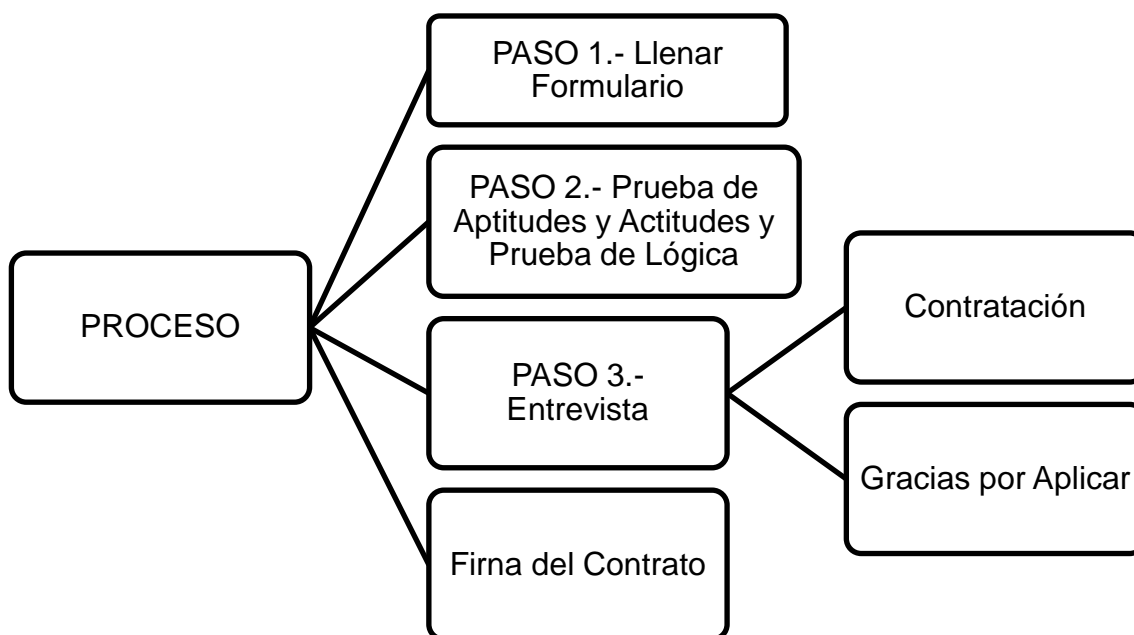 PASO 1.- Llenar
Formulario
PASO 2.- Prueba de
Aptitudes y Actitudes y
Prueba de Lógica
PROCESO
PASO 3.-
Entrevista
Contratación
Gracias por Aplicar
Firna del Contrato